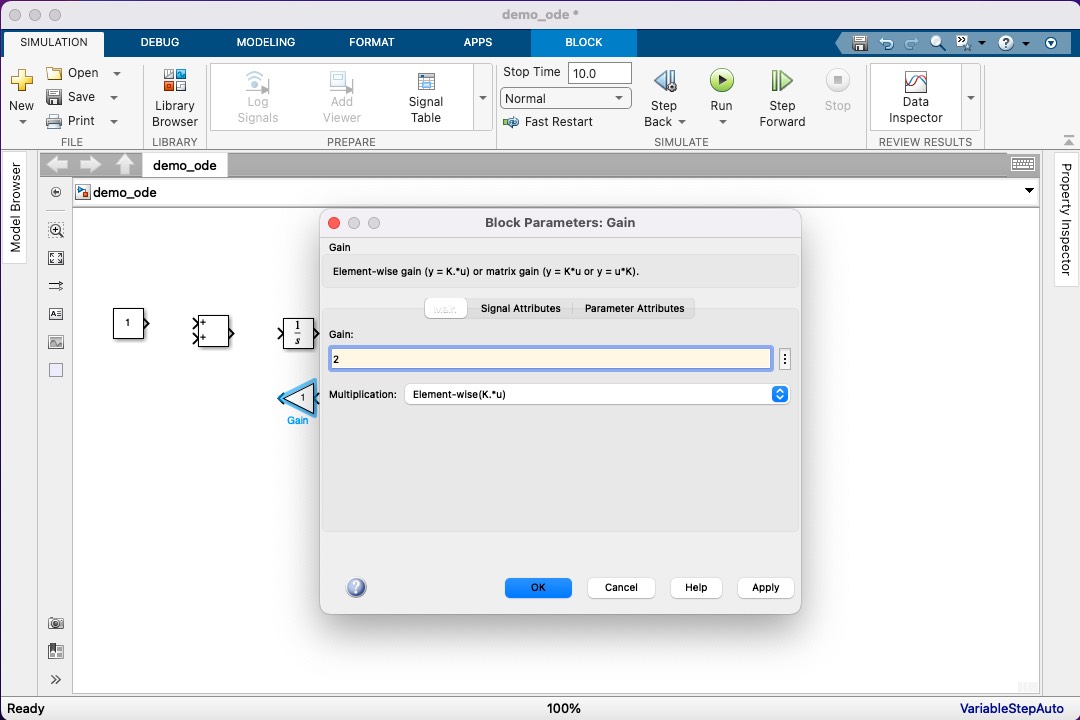 demo_ode *
SIMULATION DEBUG MODELING FORMAT APPS BLOCK
New
Open
Save
Print
FILE
Library
Browser
LIBRARY
Log
Signals
Add
Viewer
Signal
Table
PREPARE
Stop Time 10.0
Normal
Fast Restart
Step
Back
Run
Step
Forward
Stop
SIMULATE
Data
Inspector
REVIEW RESULTS
Model Browser
demo_ode
demo_ode
Property Inspector
1
+
+
1
s
1
Gain
Block Parameters: Gain
Gain
Element-wise gain (y = K.*u) or matrix gain (y = K*u or y = u*K).
Main Signal Attributes Parameter Attributes
Gain:
2
Multiplication: Element-wise(K.*u)
OK Cancel Help Apply
Ready 100% VariableStepAuto